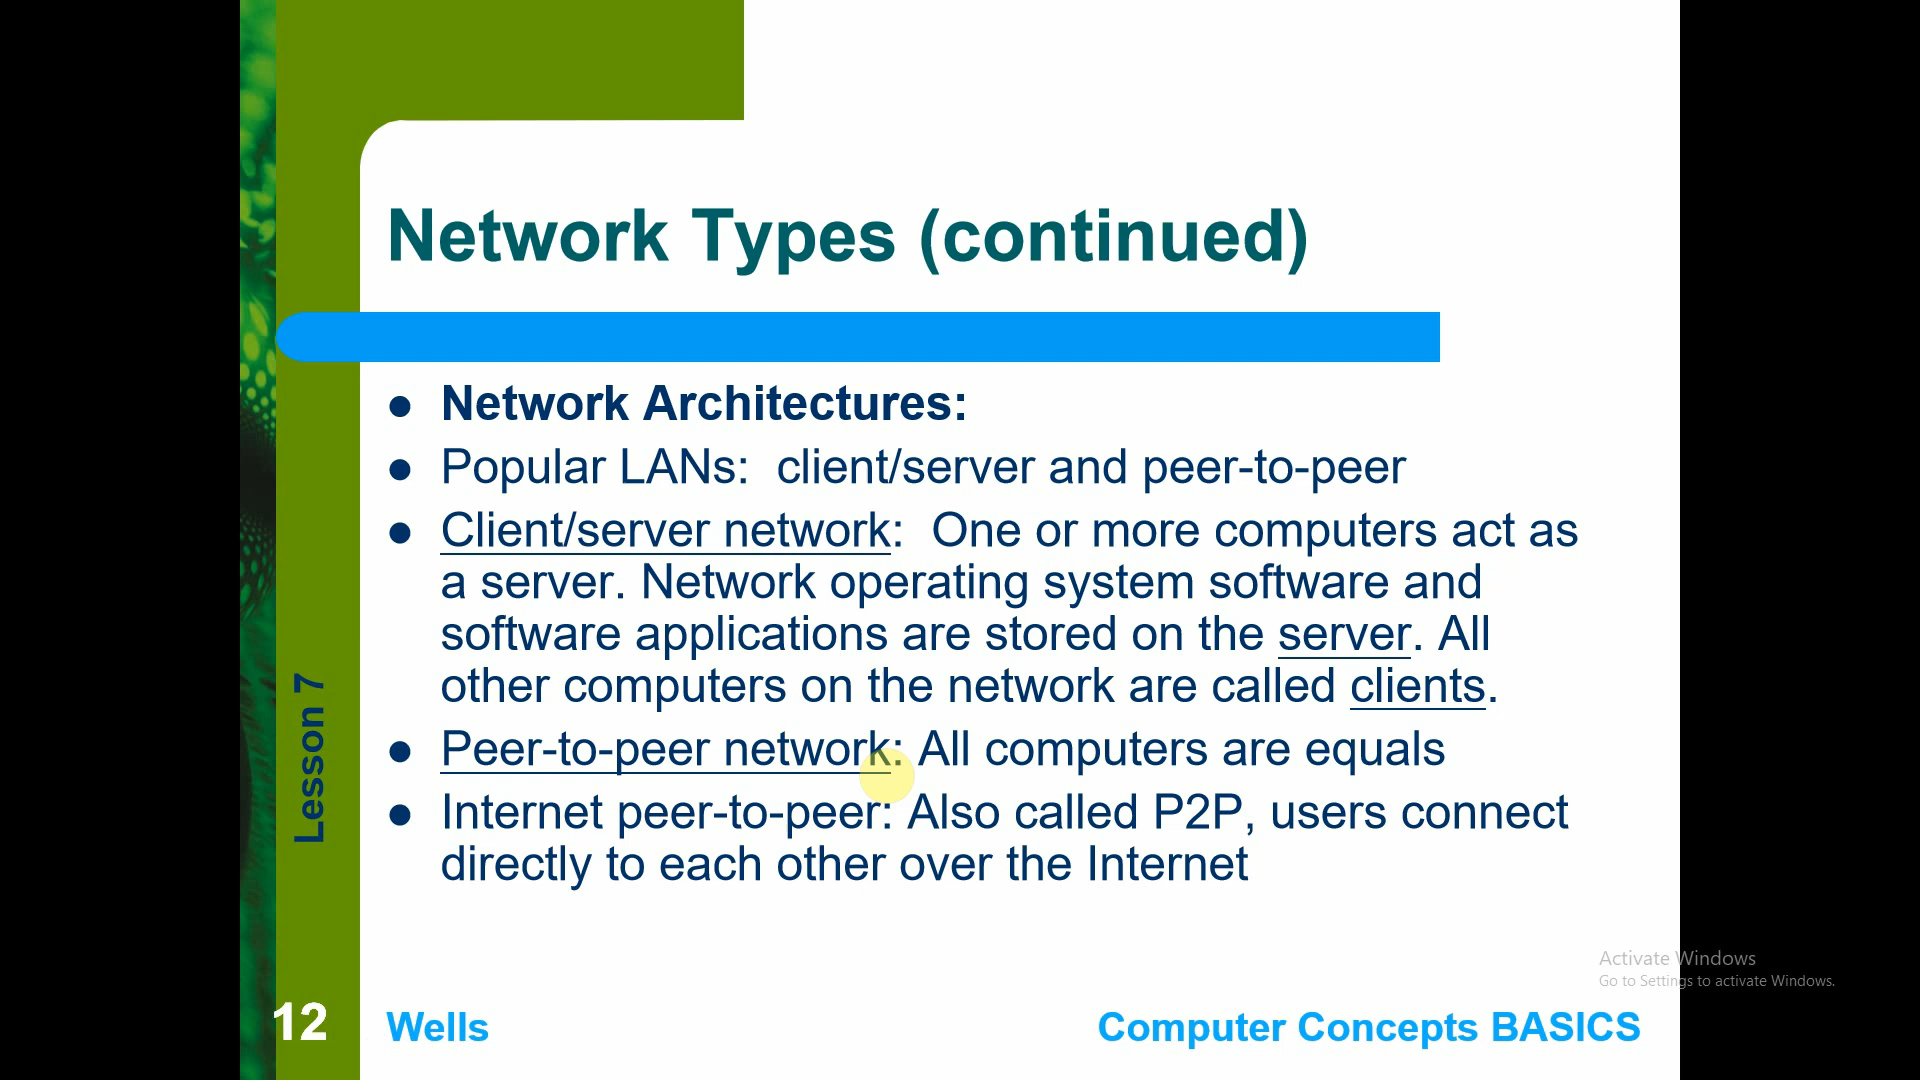 Network Types (continued)
Network Architectures:
Popular LANs: client/server and peer-to-peer
Client/server network: One or more computers act as
a server. Network operating system software and
software applications are stored on the server. All
other computers on the network are called clients.
Peer-to-peer network: All computers are equals
Internet peer-to-peer: Also called P2P, users connect
directly to each other over the Internet
Lesson 7
Activate Windows
Go to Settings to activate Windows.
12
Wells
Computer Concepts BASICS